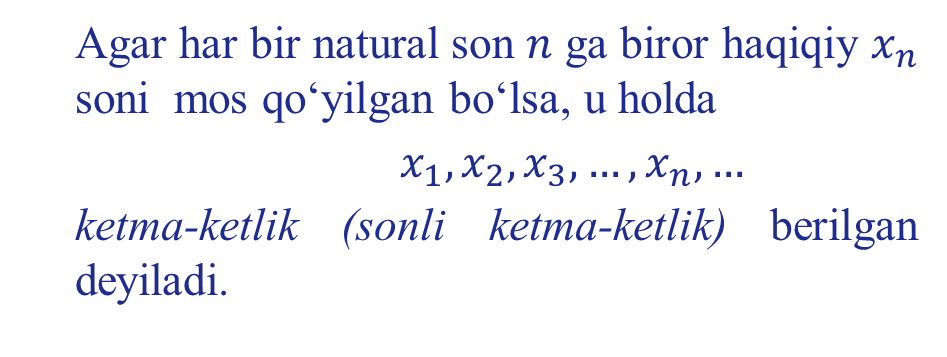 Agar har bir natural son n ga biror haqiqiy xₙ
soni mos qo‘yilgan bo‘lsa, u holda
x₁, x₂, x₃, … , xₙ, …
ketma-ketlik (sonli ketma-ketlik) berilgan
deyiladi.